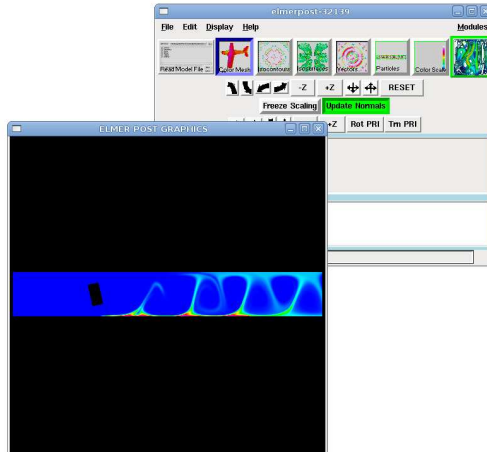 elmerpost-32139
File Edit Display Help Modules
Read Model File ... Color Mesh Isocontours Isosurfaces Vectors Particles Color Scale
-Z +Z RESET
Freeze Scaling Update Normals
ELMER POST GRAPHICS
+Z Rot PRI Trn PRI